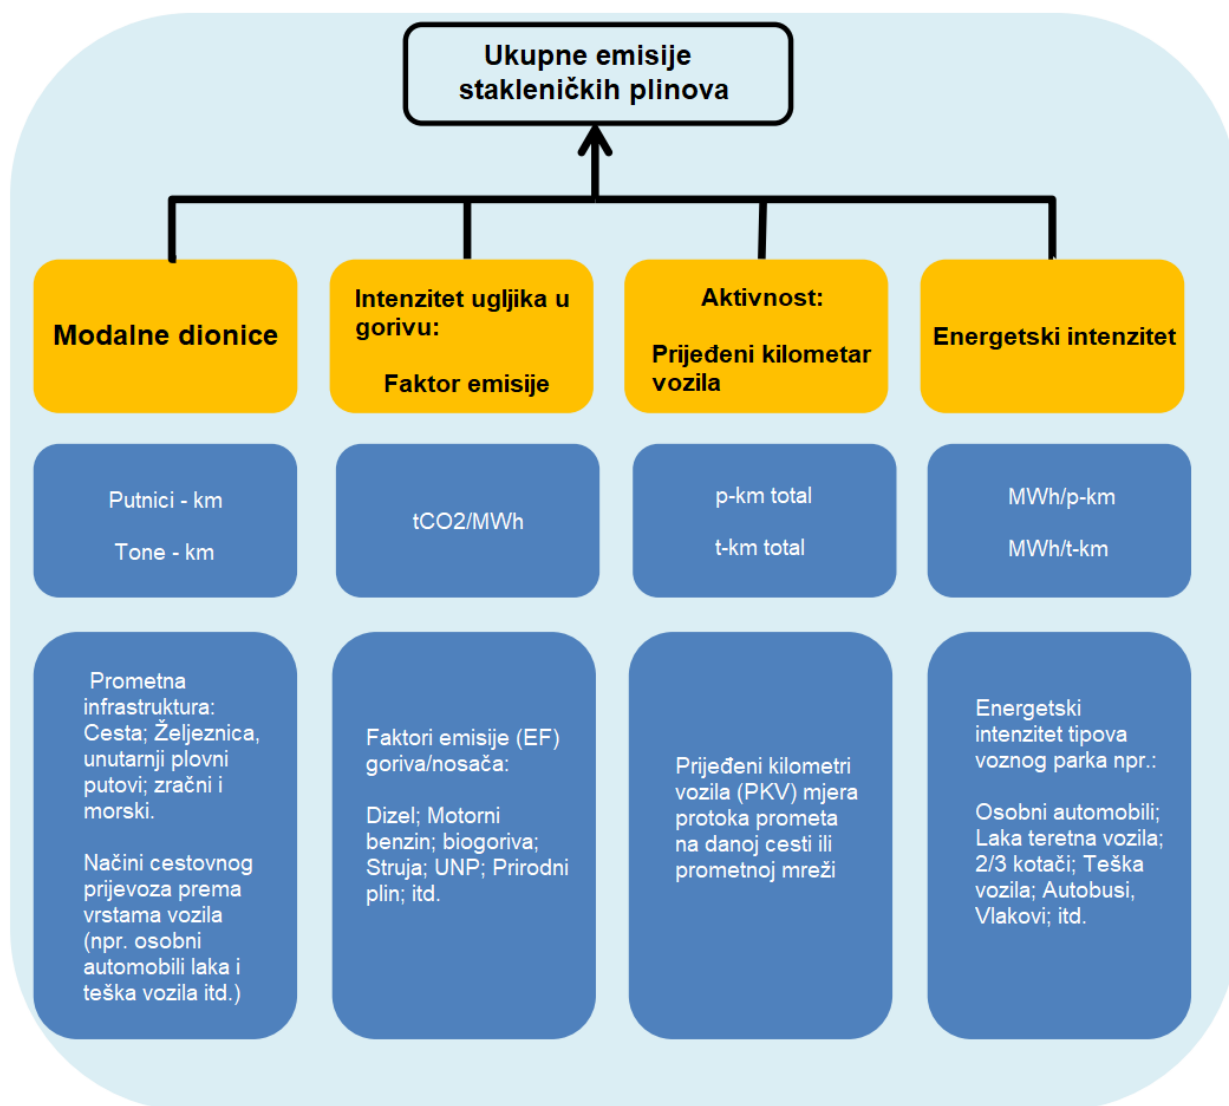 Ukupne emisije
stakleničkih plinova
Modalne dionice
Intenzitet ugljika u
gorivu:
Faktor emisije
Aktivnost:
Prijeđeni kilometar
vozila
Energetski intenzitet
Putnici - km
Tone - km
tCO2/MWh
p-km total
t-km total
MWh/p-km
MWh/t-km
Prometna
infrastruktura:
Cesta; Željeznica,
unutarnji plovni
putovi; zračni i
morski.
Načini cestovnog
prijevoza prema
vrstama vozila
(npr. osobni
automobili laka i
teška vozila itd.)
Faktori emisije (EF)
goriva/nosača:
Dizel; Motorni
benzin; biogoriva;
Struja; UNP; Prirodni
plin; itd.
Prijeđeni kilometri
vozila (PKV) mjera
protoka prometa
na danoj cesti ili
prometnoj mreži
Energetski
intenzitet tipova
voznog parka npr.:
Osobni automobili;
Laka teretna vozila;
2/3 kotači; Teška
vozila; Autobusi,
Vlakovi; itd.